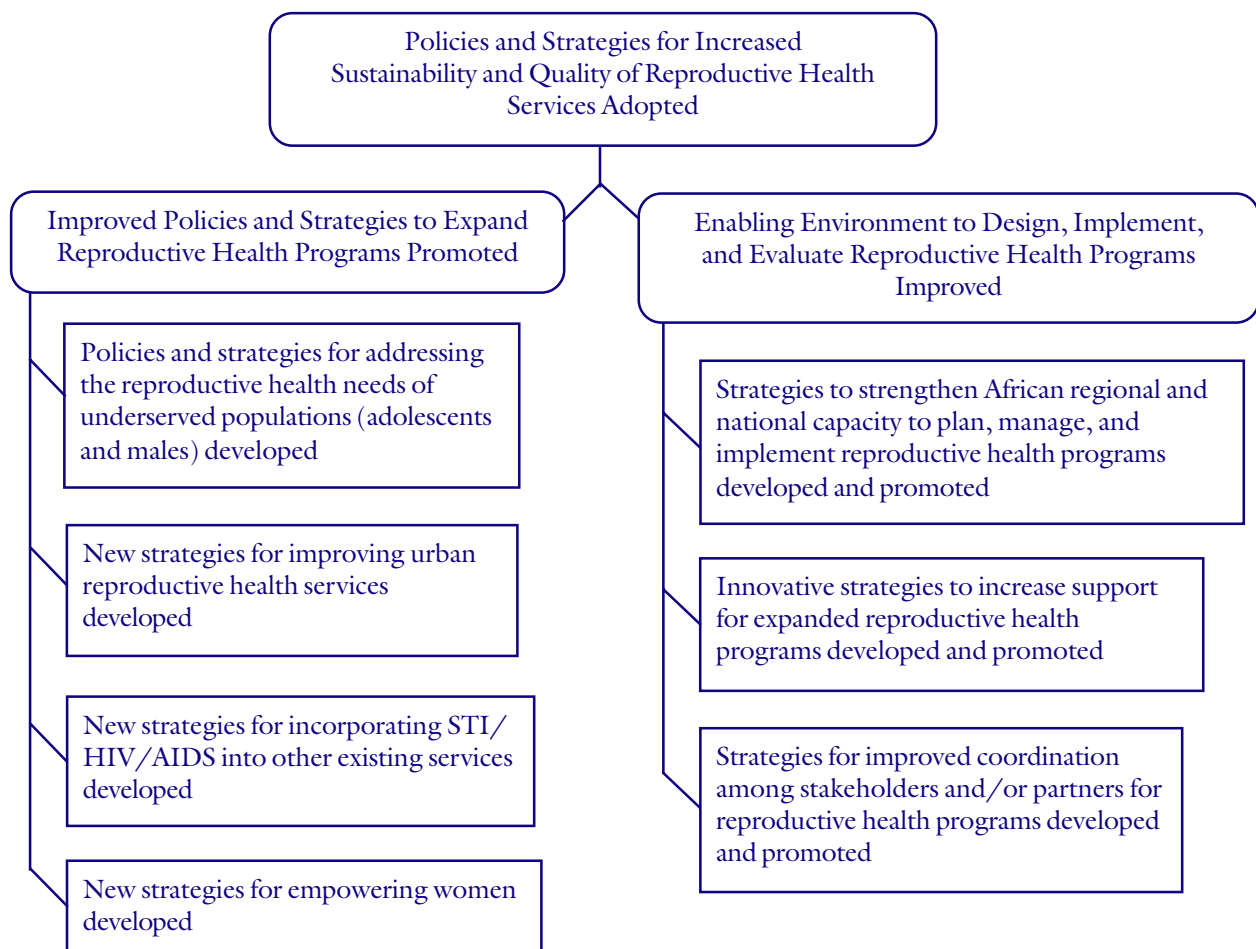 Policies and Strategies for Increased
Sustainability and Quality of Reproductive Health
Services Adopted
Improved Policies and Strategies to Expand
Reproductive Health Programs Promoted
Policies and strategies for addressing
the reproductive health needs of
underserved populations (adolescents
and males) developed
New strategies for improving urban
reproductive health services
developed
New strategies for incorporating STI/
HIV/AIDS into other existing services
developed
New strategies for empowering women
developed
Enabling Environment to Design, Implement,
and Evaluate Reproductive Health Programs
Improved
Strategies to strengthen African regional and
national capacity to plan, manage, and
implement reproductive health programs
developed and promoted
Innovative strategies to increase support
for expanded reproductive health
programs developed and promoted
Strategies for improved coordination
among stakeholders and/or partners for
reproductive health programs developed
and promoted